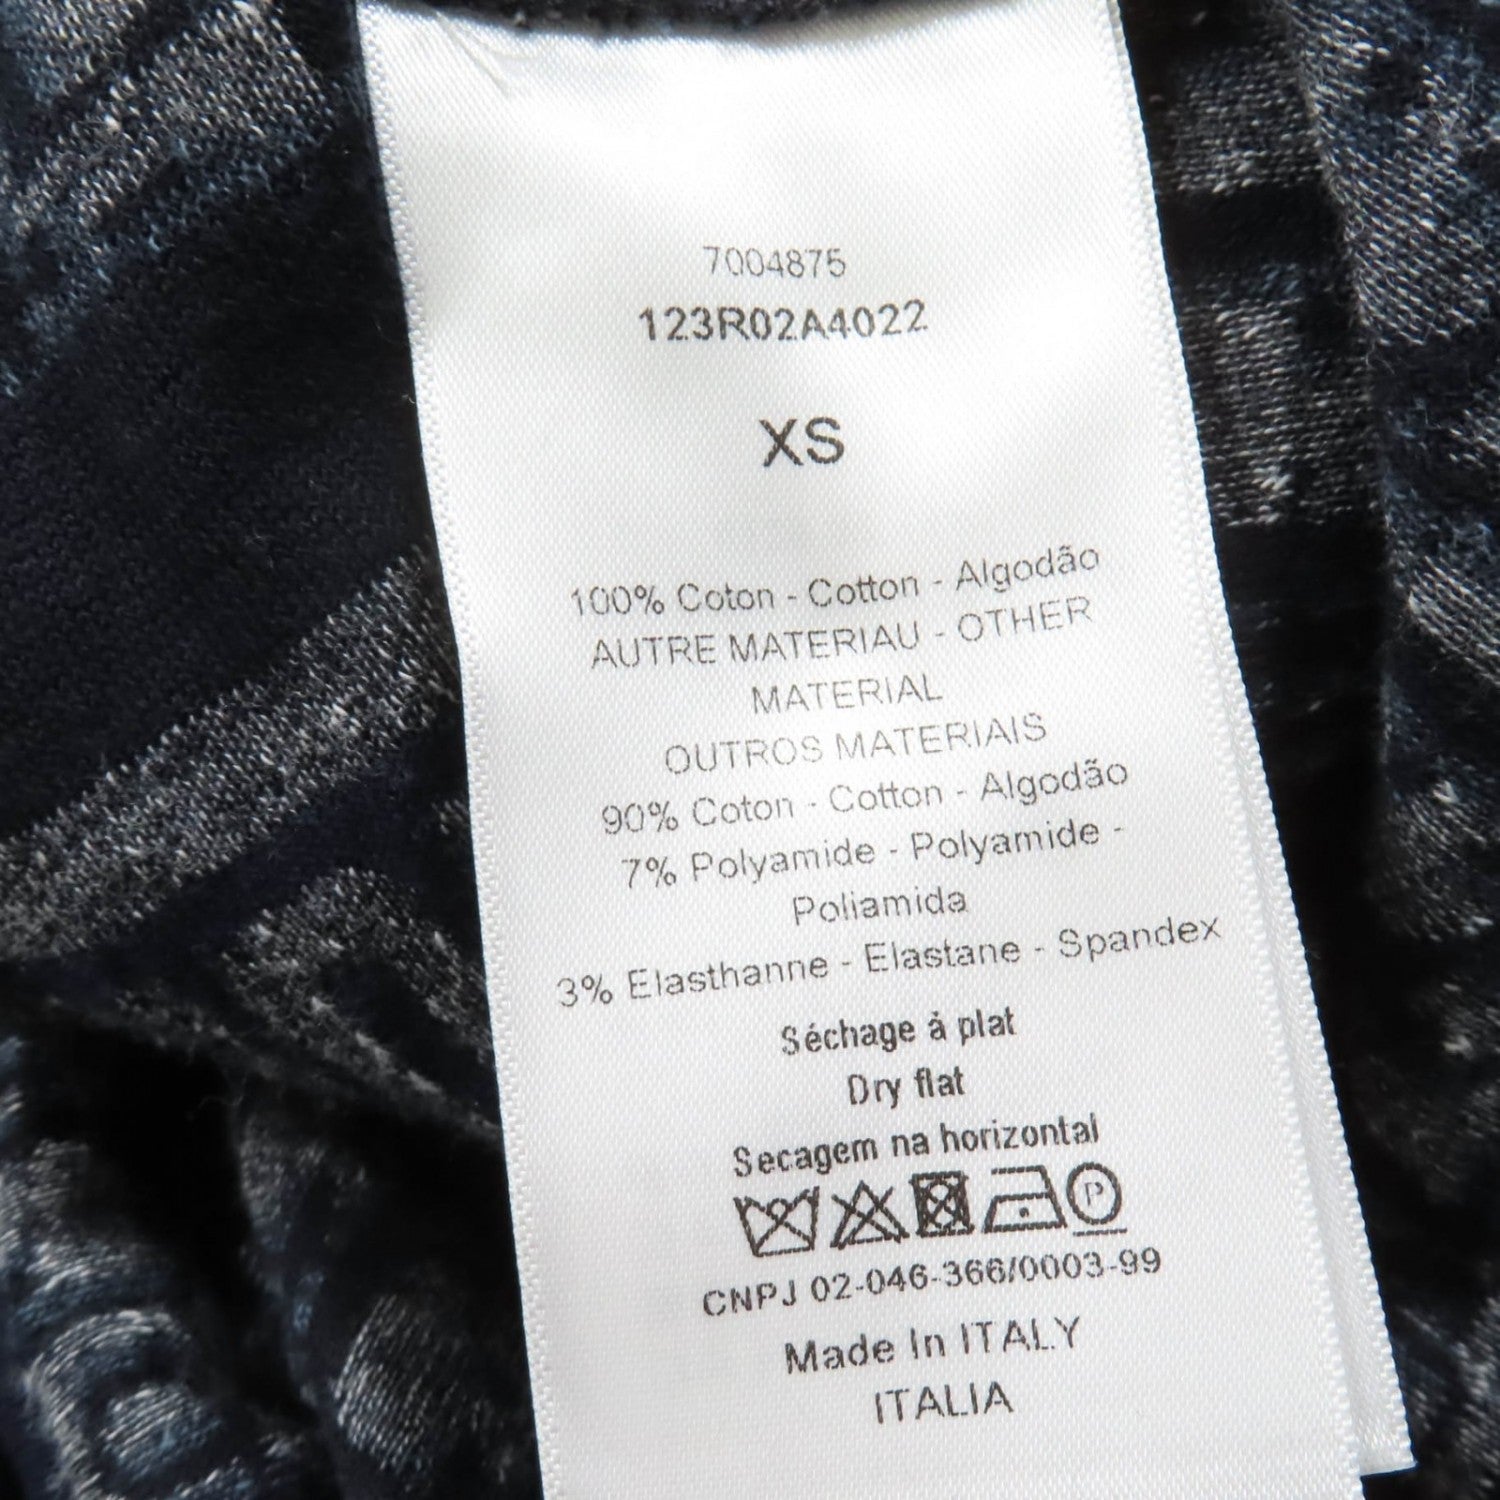 7004875
123R02A4022
XS
100% Coton - Cotton - Algodão
AUTRE MATERIAU - OTHER
MATERIAL
OUTROS MATERIAIS
90% Coton - Cotton - Algodão
7% Polyamide - Polyamide -
Poliamida
3% Elasthanne - Elastane - Spandex
Séchage à plat
Dry flat
Secagem na horizontal
P
CNPJ 02-046-366/0003-99
Made In ITALY
ITALIA